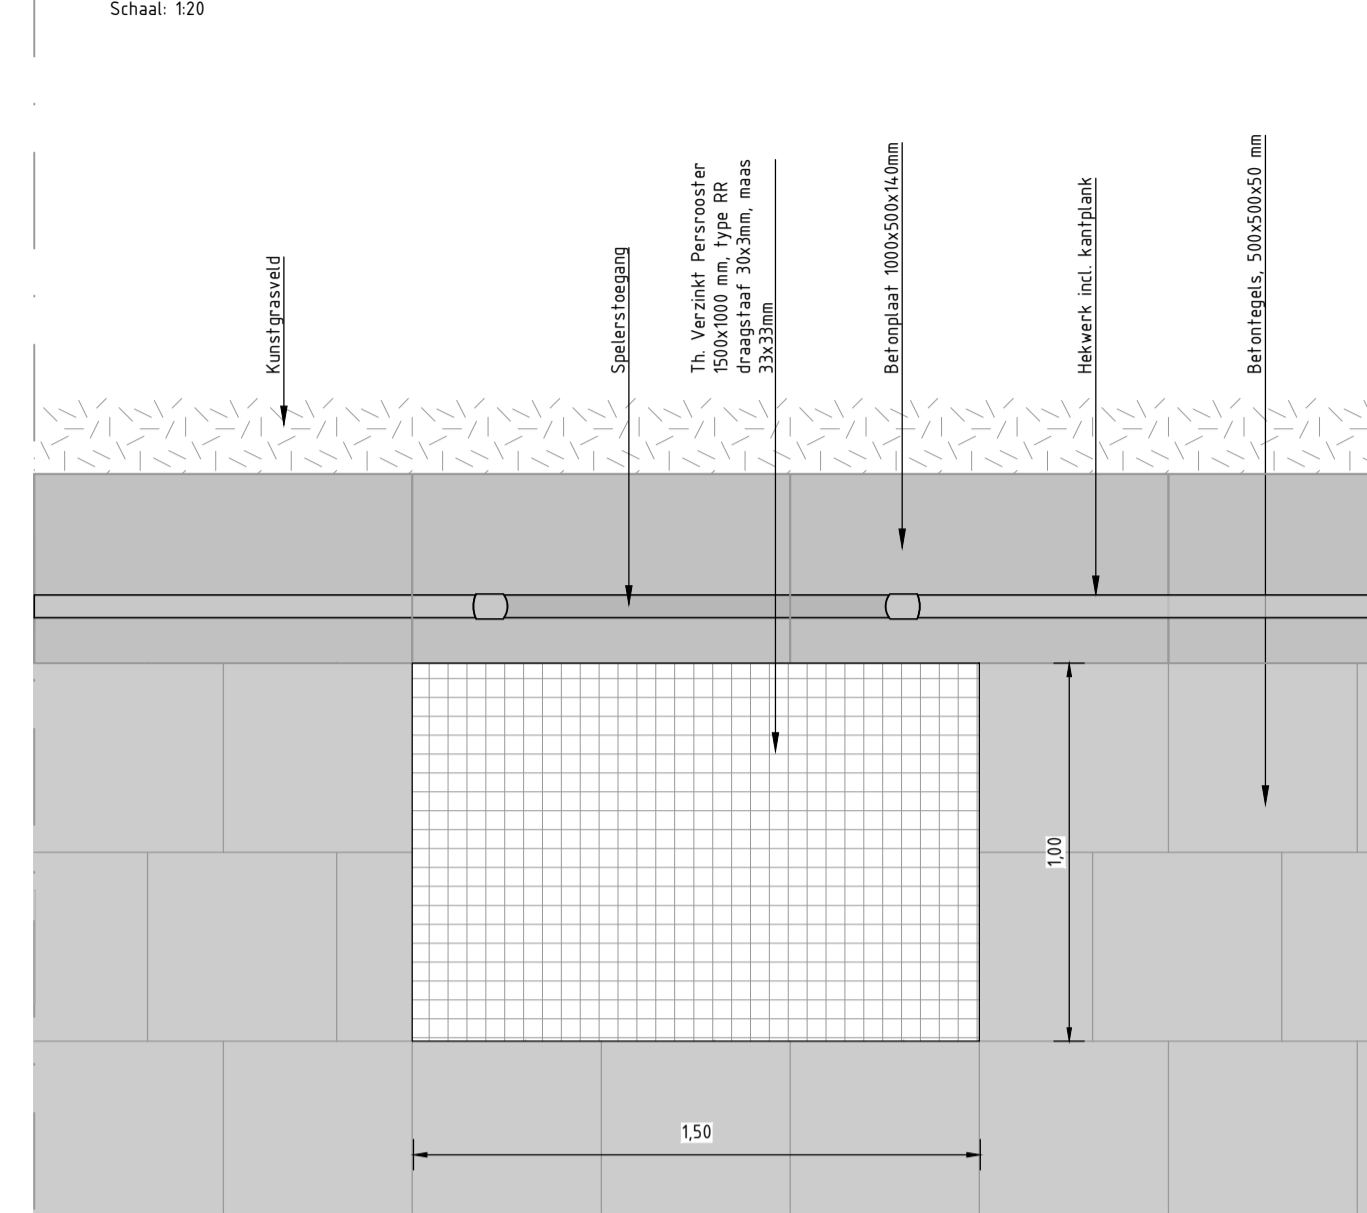 Schaal: 1:20
Kunstgrasveld
Spelerstoegang
Th. Verzinkt Persrooster
1500x1000 mm, type RR
draagstaaf 30x3mm, maas
33x33mm
Betonplaat 1000x500x140mm
Hekwerk incl. kantplank
Betontegels, 500x500x50 mm
1,00
1,50